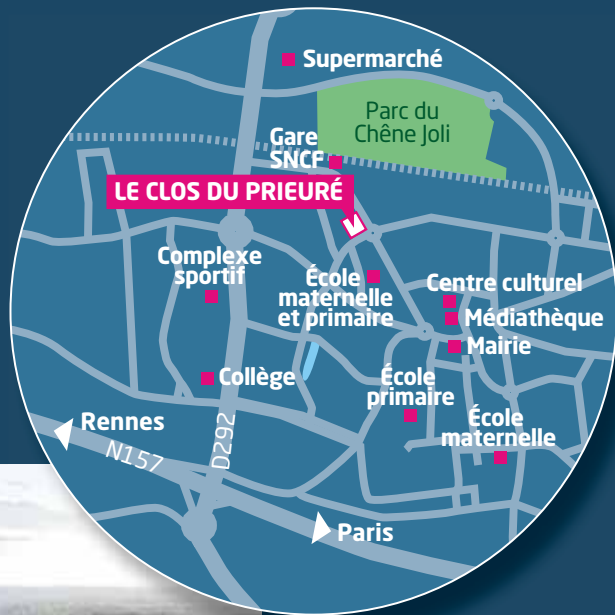 Supermarché
Parc du
Chêne Joli
Gare
SNCF
LE CLOS DU PRIEURÉ
Complexe
sportif
École
maternelle
et primaire
Centre culturel
Médiathèque
Mairie
Collège
École
primaire
École
maternelle
Rennes
N157
D292
Paris